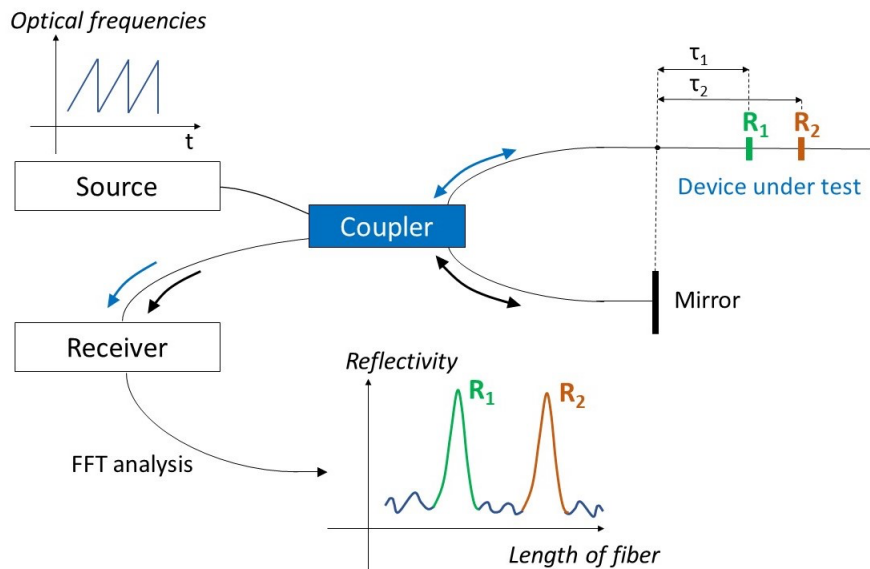 Optical frequencies
t
τ1
τ2
R1
R2
Source
Device under test
Coupler
Mirror
Receiver
Reflectivity
R1
R2
FFT analysis
Length of fiber